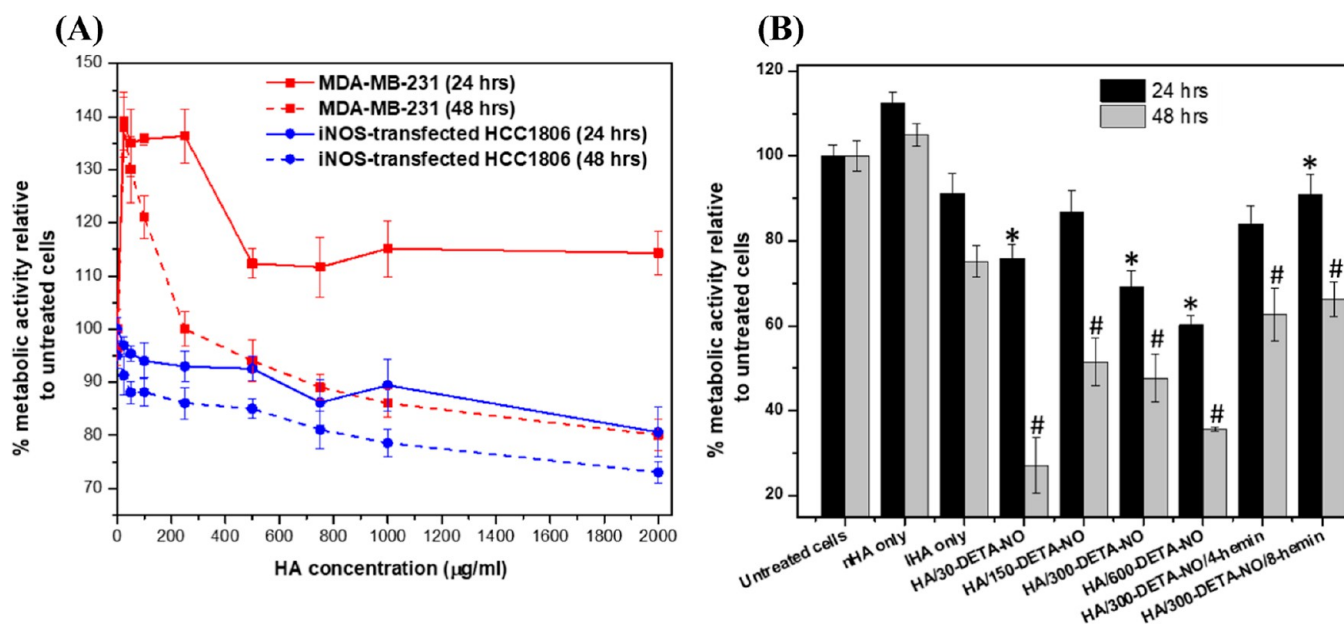 (A)
% metabolic activity relative
to untreated cells
150
140
130
120
110
100
90
80
70
MDA-MB-231 (24 hrs)
MDA-MB-231 (48 hrs)
iNOS-transfected HCC1806 (24 hrs)
iNOS-transfected HCC1806 (48 hrs)
0 200 400 600 800 1000 1200 1400 1600 1800 2000
HA concentration (µg/ml)
(B)
% metabolic activity relative
to untreated cells
120
100
80
60
40
20
24 hrs
48 hrs
*
#
#
*
#
*
#
#
*
#
Untreated cells
nHA only
lHA only
HA/30-DETA-NO
HA/150-DETA-NO
HA/300-DETA-NO
HA/600-DETA-NO
HA/300-DETA-NO/4-hemin
HA/300-DETA-NO/8-hemin